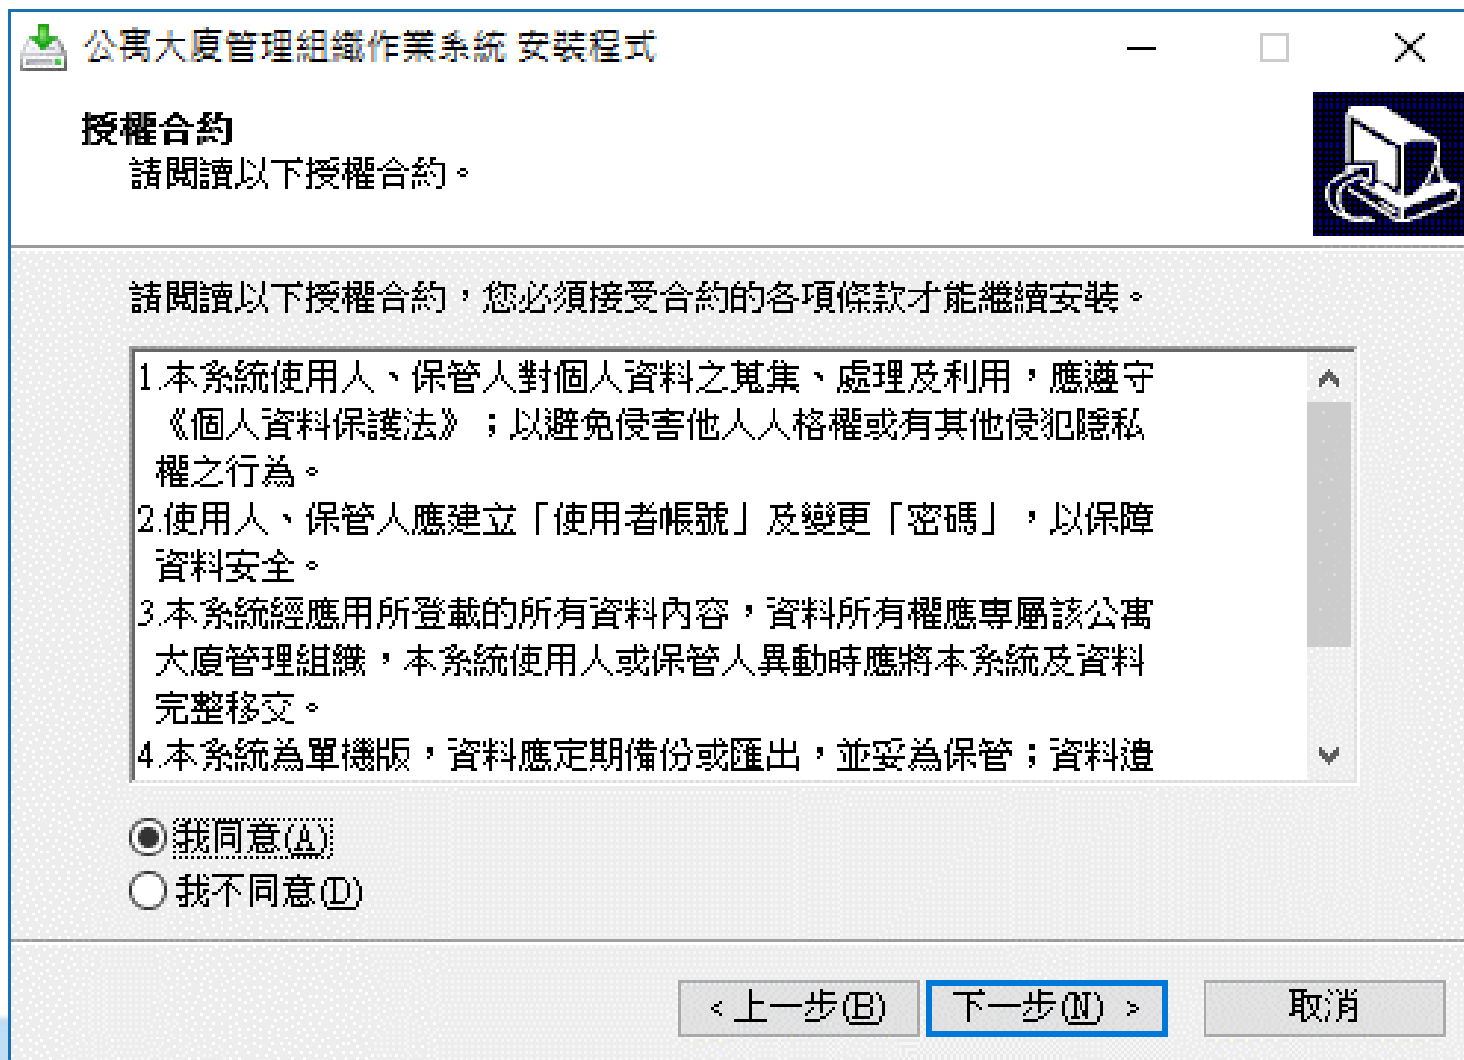 公寓大廈管理組織作業系統 安裝程式
授權合約
請閱讀以下授權合約。
請閱讀以下授權合約，您必須接受合約的各項條款才能繼續安裝。
1.本系統使用人、保管人對個人資料之蒐集、處理及利用，應遵守
《個人資料保護法》；以避免侵害他人人格權或有其他侵犯隱私
權之行為。
2.使用人、保管人應建立「使用者帳號」及變更「密碼」，以保障
資料安全。
3.本系統經應用所登載的所有資料內容，資料所有權應專屬該公寓
大廈管理組織，本系統使用人或保管人異動時應將本系統及資料
完整移交。
4.本系統為單機版，資料應定期備份或匯出，並妥為保管；資料遺
我同意(A)
我不同意(D)
< 上一步(B)
下一步(N) >
取消